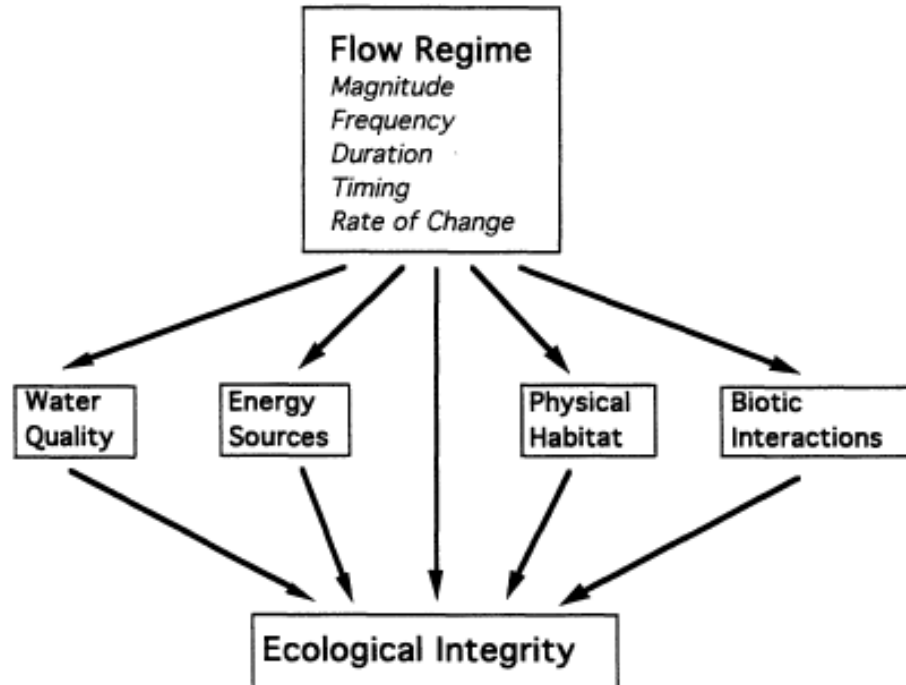 Flow Regime
Magnitude
Frequency
Duration
Timing
Rate of Change
Water
Quality
Energy
Sources
Physical
Habitat
Biotic
Interactions
Ecological Integrity